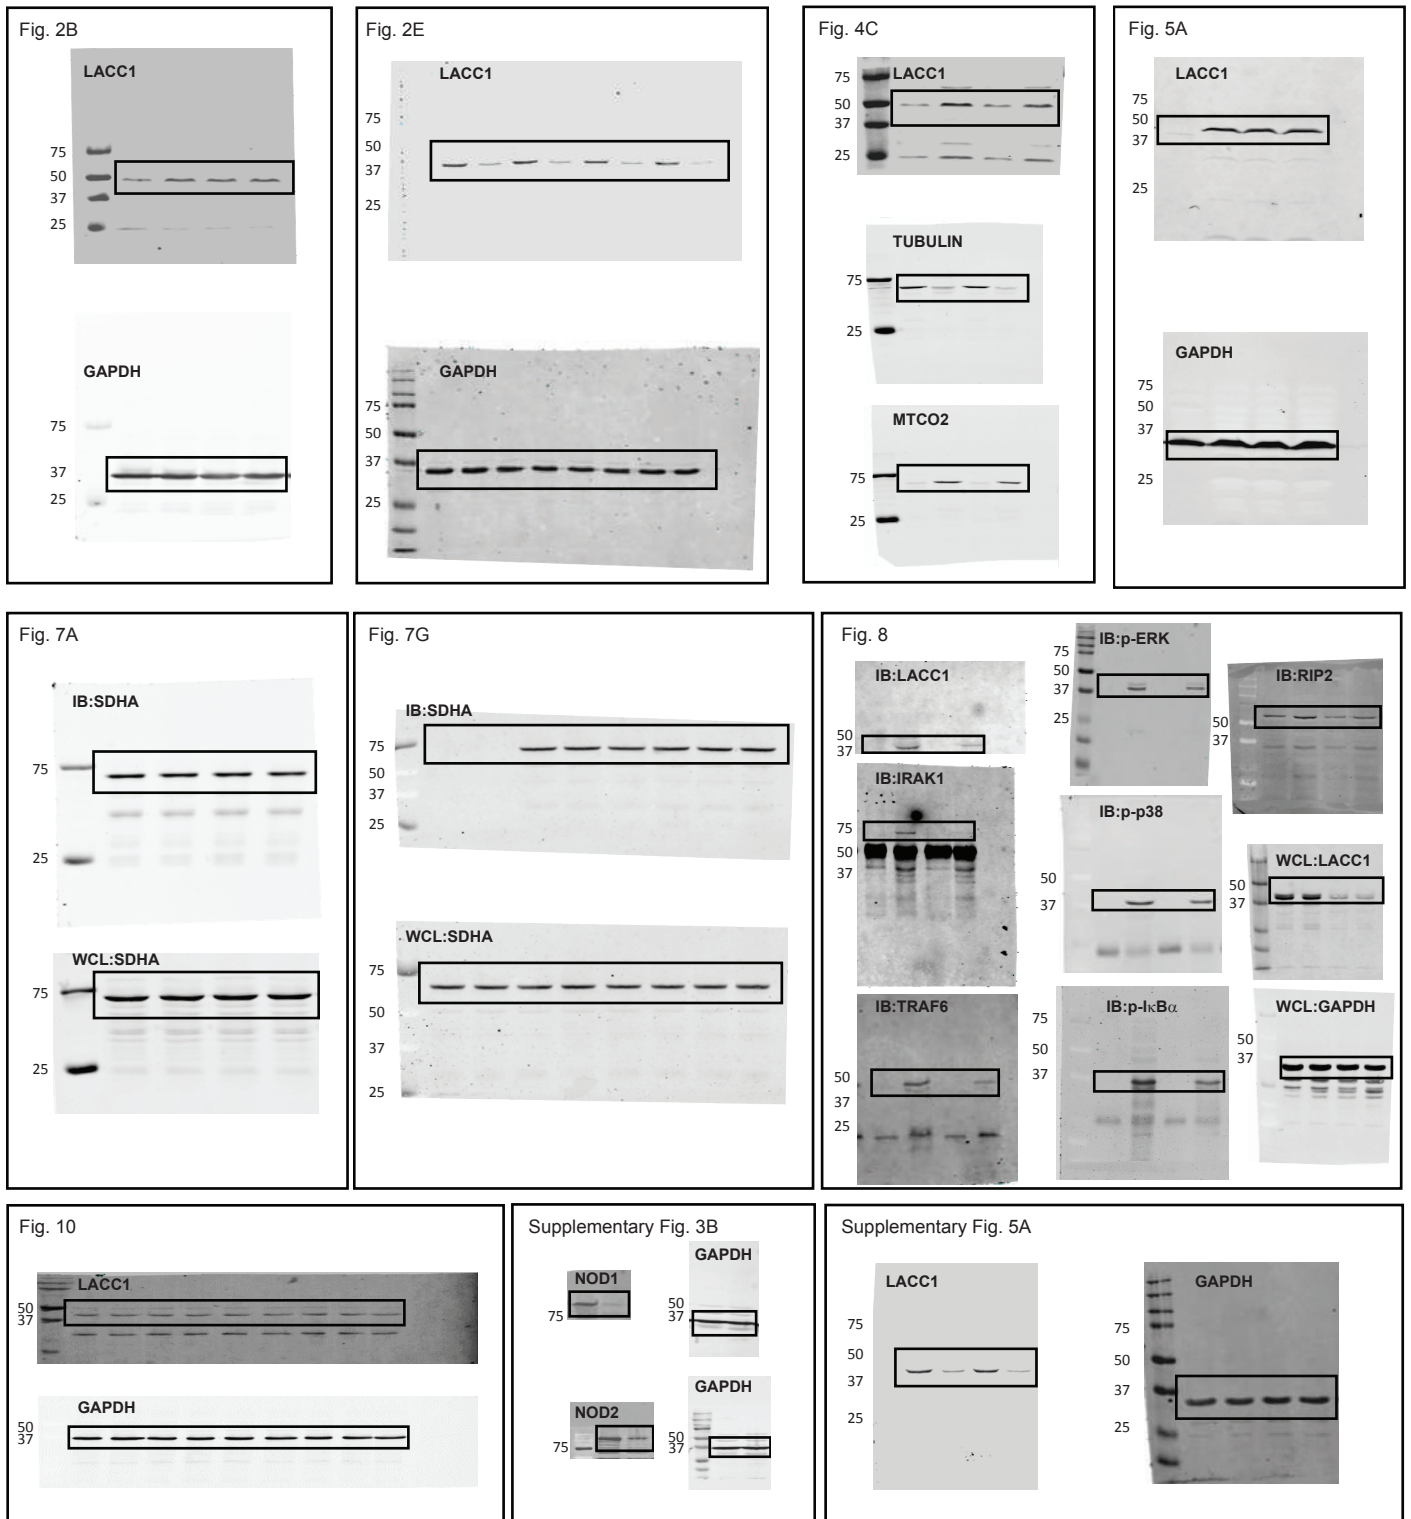 Fig. 2B
LACC1
75
50
37
25
GAPDH
75
37
25
Fig. 2E
LACC1
75
50
37
25
GAPDH
75
50
37
25
Fig. 4C
LACC1
75
50
37
25
TUBULIN
75
25
MTCO2
75
25
Fig. 5A
LACC1
75
50
37
25
GAPDH
75
50
37
25
Fig. 7A
IB:SDHA
75
25
WCL:SDHA
75
25
Fig. 7G
IB:SDHA
75
50
37
25
WCL:SDHA
75
50
37
25
Fig. 8
IB:LACC1
50
37
IB:IRAK1
75
50
37
IB:TRAF6
50
37
25
IB:p-ERK
75
50
37
25
IB:p-p38
50
37
IB:p-IκBα
75
50
37
IB:RIP2
50
37
WCL:LACC1
50
37
WCL:GAPDH
50
37
Fig. 10
LACC1
50
37
GAPDH
50
37
Supplementary Fig. 3B
NOD1
75
GAPDH
50
37
NOD2
75
GAPDH
50
37
Supplementary Fig. 5A
LACC1
75
50
37
25
GAPDH
75
50
37
25